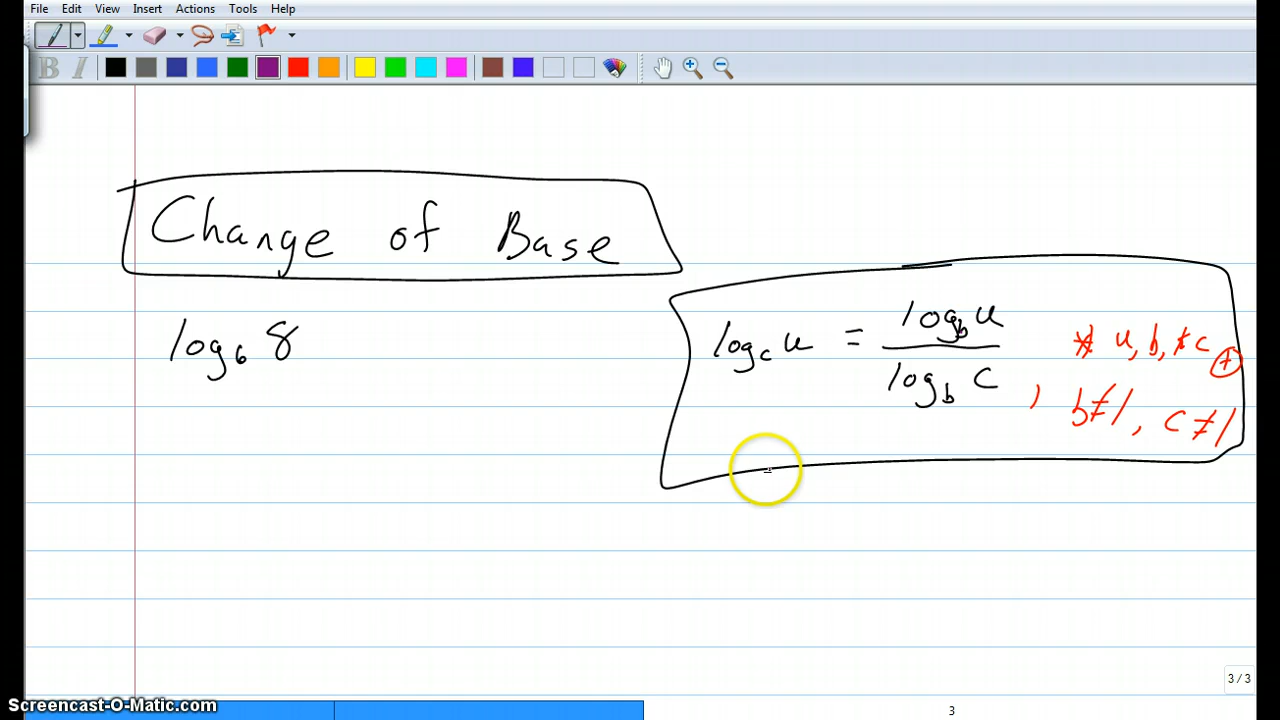 File Edit View Insert Actions Tools Help
B I
Change of Base
log₆ 8
log_c u = log_b u / log_b c , * u, b, & c ⊕
b≠1, c≠1
3/3
Screencast-O-Matic.com
3